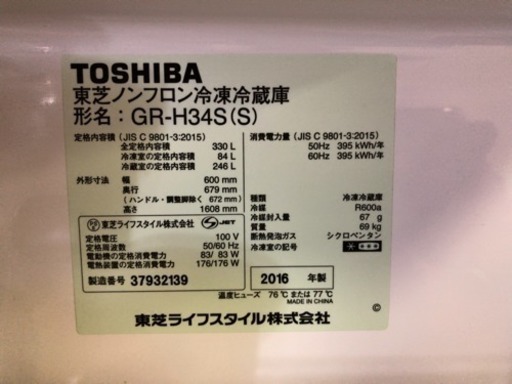 TOSHIBA
東芝ノンフロン冷凍冷蔵庫
形名：GR-H34S(S)
定格内容積 (JIS C 9801-3:2015)
全定格内容積 330 L
冷凍室の定格内容積 84 L
冷蔵室の定格内容積 246 L
外形寸法 幅 600 mm
奥行 679 mm
(ハンドル・調整脚除く 672 mm)
高さ 1608 mm
消費電力量 (JIS C 9801-3:2015)
50Hz 395 kWh/年
60Hz 395 kWh/年
種類 冷凍冷蔵庫
冷媒 R600a
冷媒封入量 67 g
質量 69 kg
断熱発泡ガス シクロペンタン
冷凍室の記号
東芝ライフスタイル株式会社 JET
定格電圧 100 V
定格周波数 50/60 Hz
電動機の定格消費電力 83/ 83 W
電熱装置の定格消費電力 176/176 W
製造番号 37932139
2016 年製
温度ヒューズ 76℃ または 77℃
MADE IN CHINA
©
東芝ライフスタイル株式会社